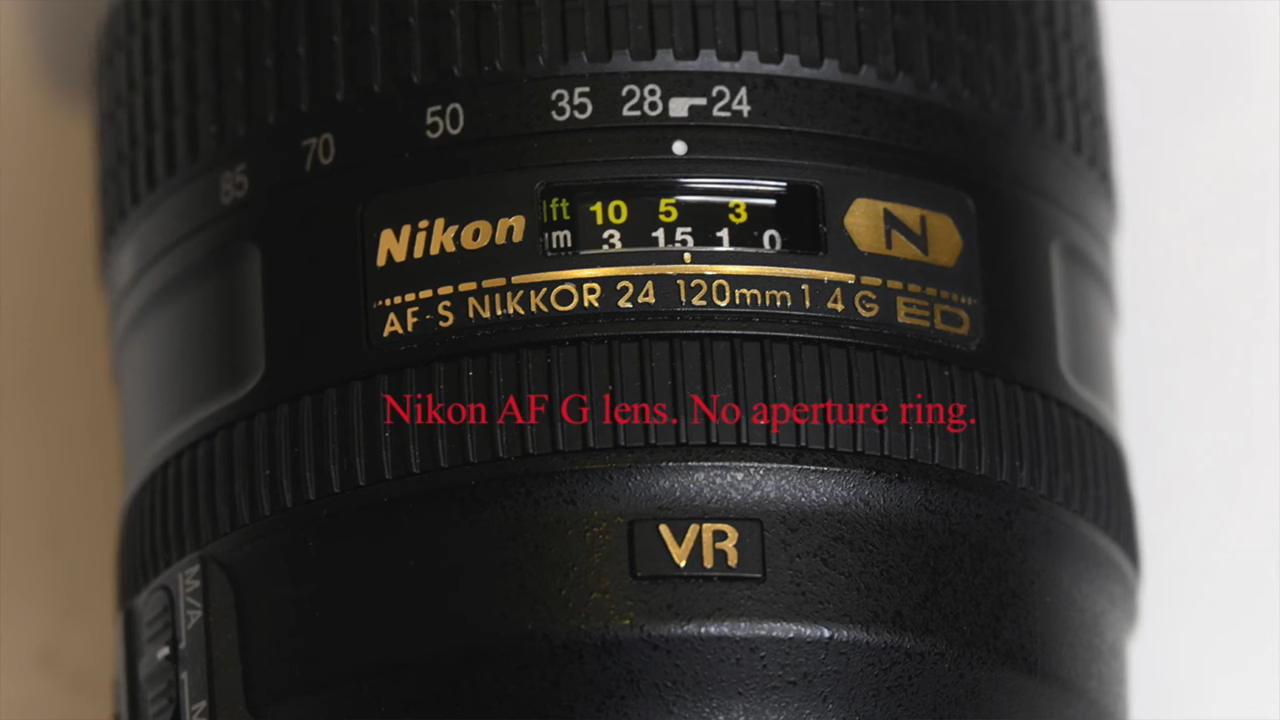 85 70 50 35 28 24
Nikon
ft 10 5 3
m 3 1.5 1 0
N
AF-S NIKKOR 24 120mm 1 4 G ED
Nikon AF G lens. No aperture ring.
VR
M/A
M